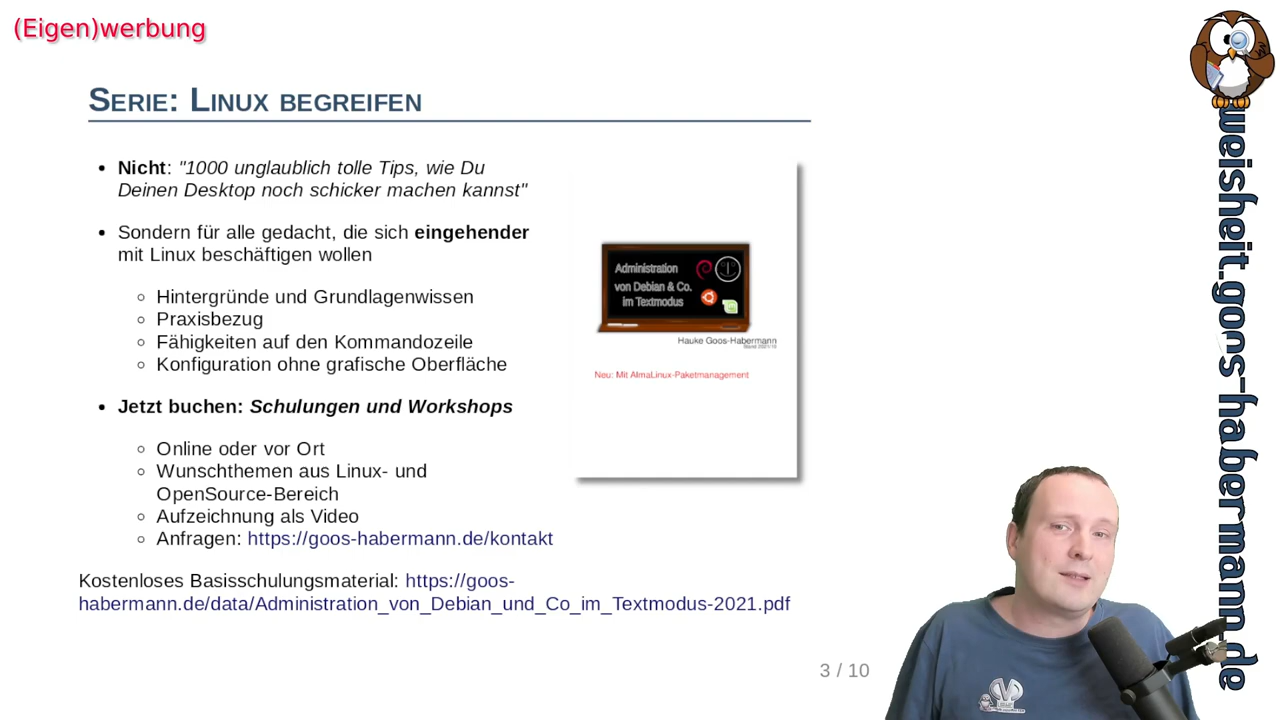 (Eigen)werbung
Serie: Linux begreifen
Nicht: "1000 unglaublich tolle Tips, wie Du
Deinen Desktop noch schicker machen kannst"
Sondern für alle gedacht, die sich eingehender
mit Linux beschäftigen wollen
Hintergründe und Grundlagenwissen
Praxisbezug
Fähigkeiten auf den Kommandozeile
Konfiguration ohne grafische Oberfläche
Jetzt buchen: Schulungen und Workshops
Online oder vor Ort
Wunschthemen aus Linux- und
OpenSource-Bereich
Aufzeichnung als Video
Anfragen: https://goos-habermann.de/kontakt
Kostenloses Basisschulungsmaterial: https://goos-
habermann.de/data/Administration_von_Debian_und_Co_im_Textmodus-2021.pdf
Administration
von Debian & Co.
im Textmodus
Hauke Goos-Habermann
Neu: Mit AlmaLinux-Paketmanagement
3 / 10
weisheit.goos-habermann.de